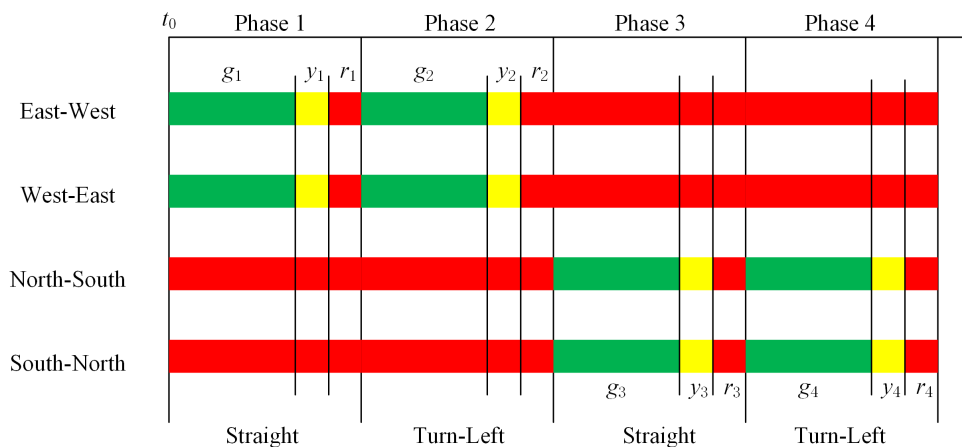 t0 Phase 1 Phase 2 Phase 3 Phase 4
g1 y1 r1 g2 y2 r2
East-West
West-East
North-South
South-North
g3 y3 r3 g4 y4 r4
Straight Turn-Left Straight Turn-Left